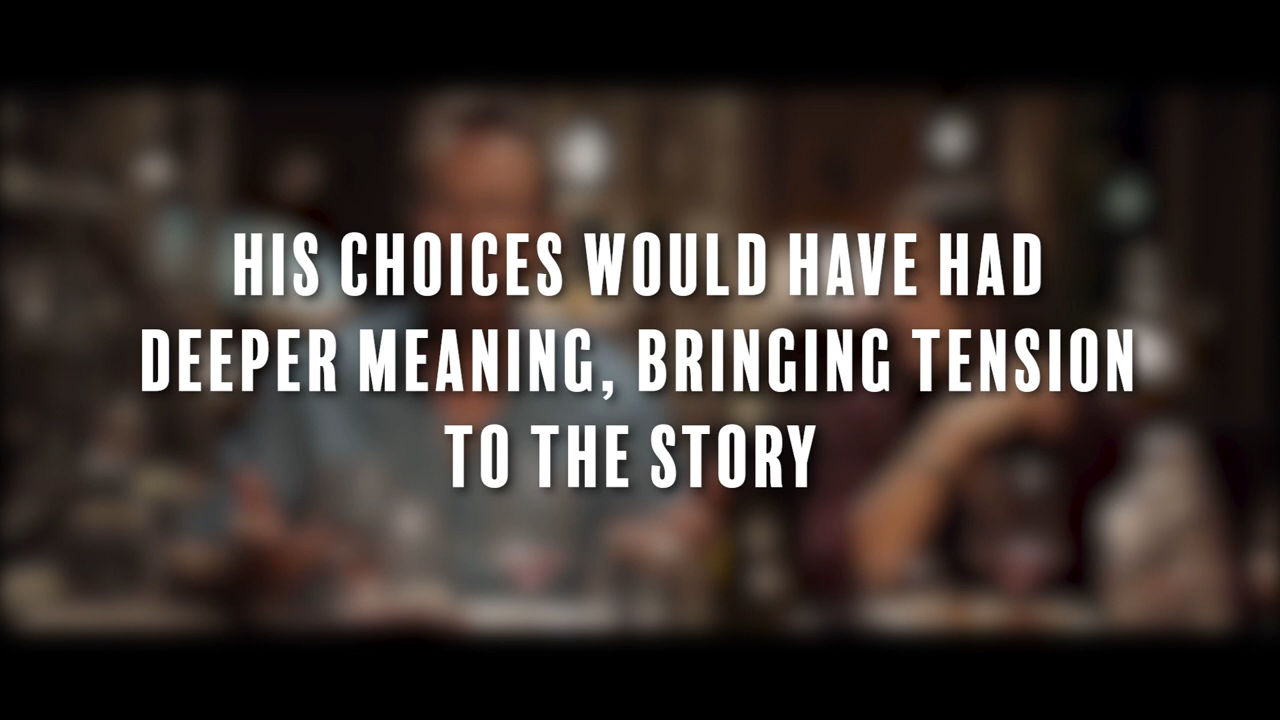 HIS CHOICES WOULD HAVE HAD
DEEPER MEANING, BRINGING TENSION
TO THE STORY